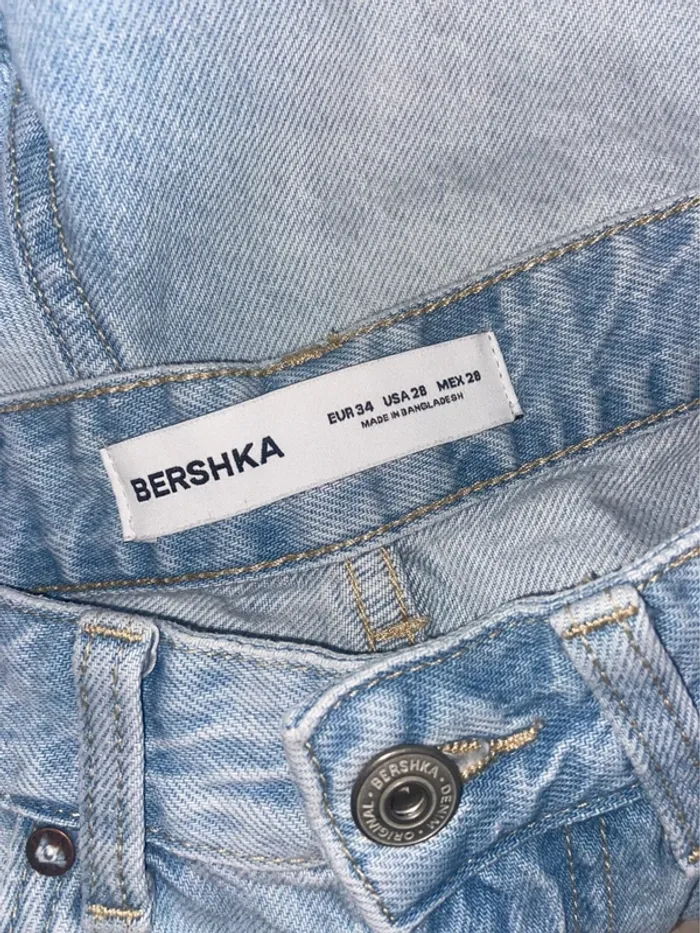 BERSHKA
EUR 34 USA 28 MEX 28
MADE IN BANGLADESH
BERSHKA · DENIM · ORIGINAL ·